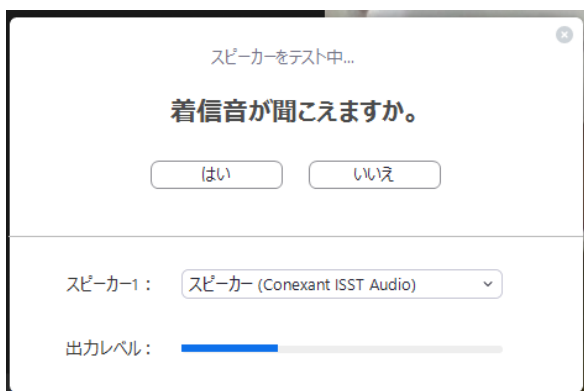 スピーカーをテスト中...
着信音が聞こえますか。
はい いいえ
スピーカー1： スピーカー (Conexant ISST Audio)
出力レベル：